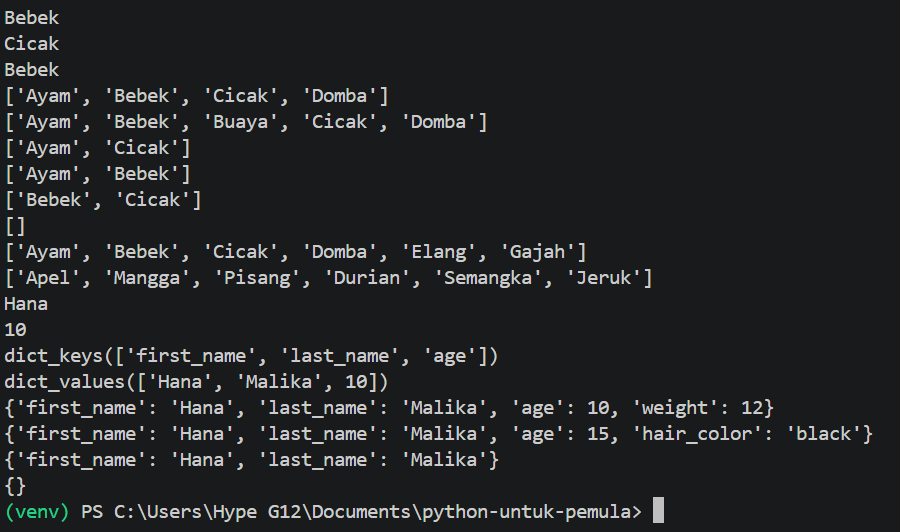 Bebek
Cicak
Bebek
['Ayam', 'Bebek', 'Cicak', 'Domba']
['Ayam', 'Bebek', 'Buaya', 'Cicak', 'Domba']
['Ayam', 'Cicak']
['Ayam', 'Bebek']
['Bebek', 'Cicak']
[]
['Ayam', 'Bebek', 'Cicak', 'Domba', 'Elang', 'Gajah']
['Apel', 'Mangga', 'Pisang', 'Durian', 'Semangka', 'Jeruk']
Hana
10
dict_keys(['first_name', 'last_name', 'age'])
dict_values(['Hana', 'Malika', 10])
{'first_name': 'Hana', 'last_name': 'Malika', 'age': 10, 'weight': 12}
{'first_name': 'Hana', 'last_name': 'Malika', 'age': 15, 'hair_color': 'black'}
{'first_name': 'Hana', 'last_name': 'Malika'}
{}
(venv) PS C:\Users\Hype G12\Documents\python-untuk-pemula>